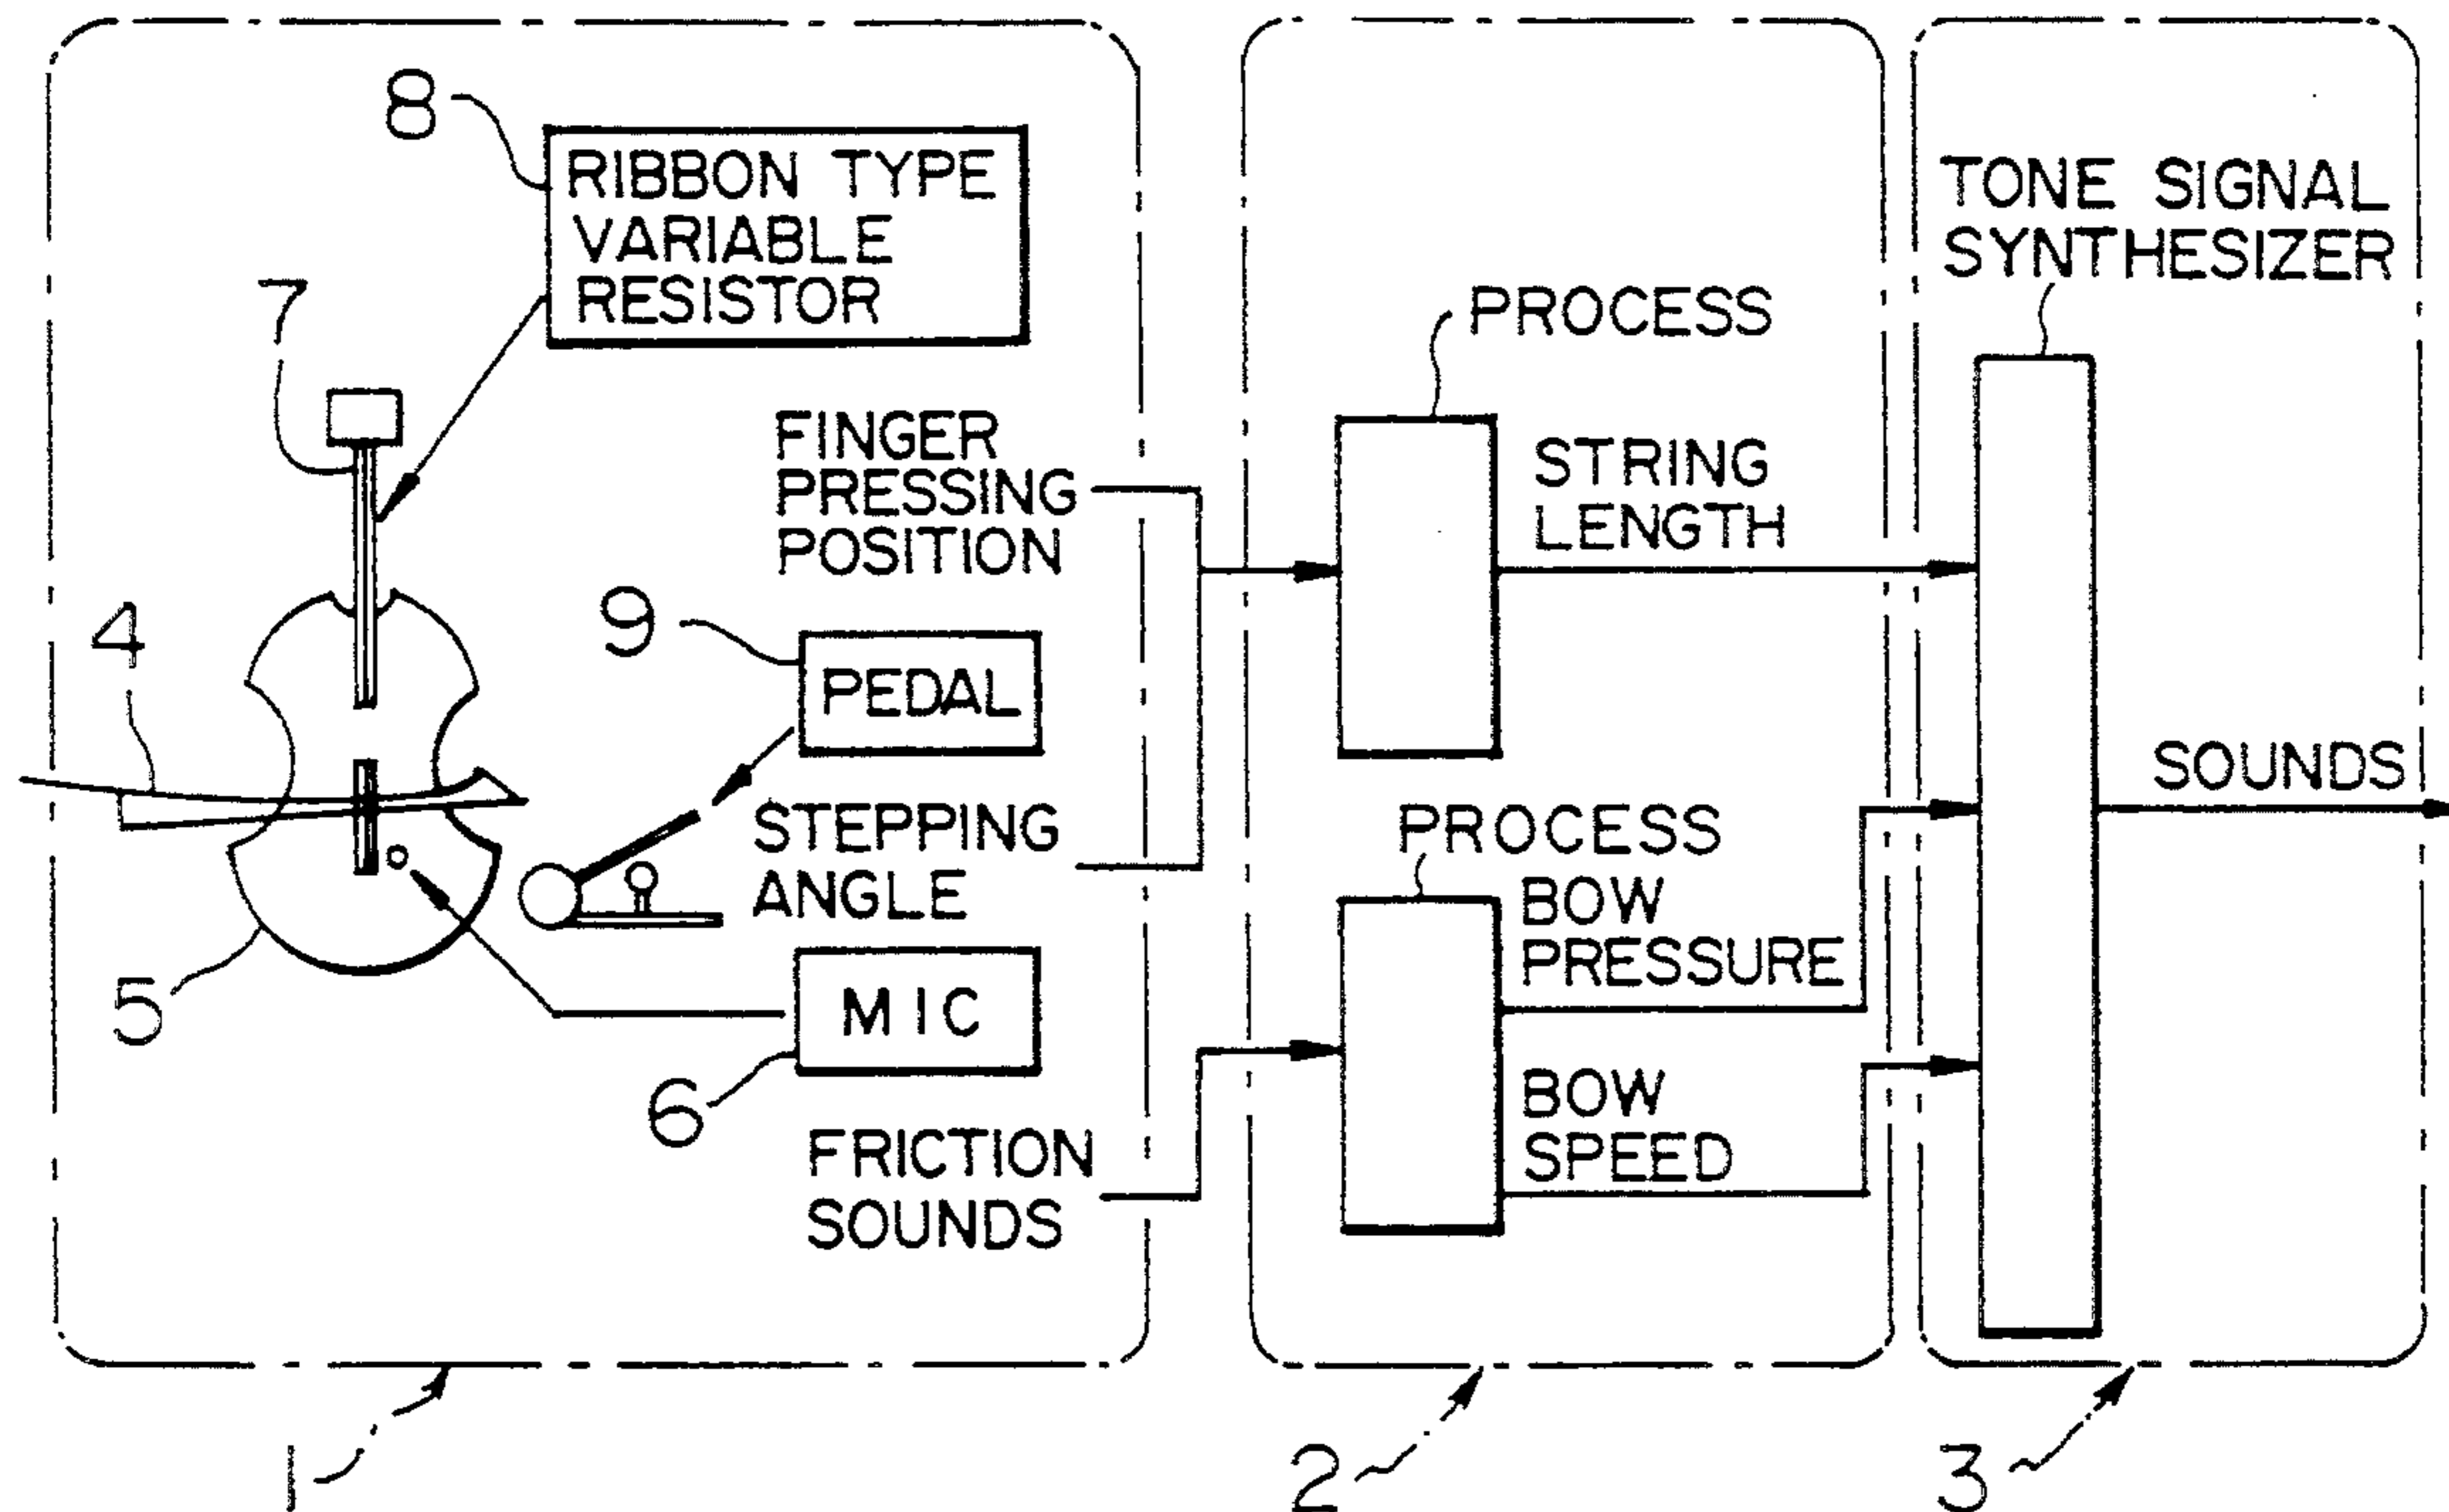 8
RIBBON TYPE
VARIABLE
RESISTOR
7
FINGER
PRESSING
POSITION
4
9
PEDAL
STEPPING
ANGLE
5
MIC
6
FRICTION
SOUNDS
1
PROCESS
STRING
LENGTH
PROCESS
BOW
PRESSURE
BOW
SPEED
2
TONE SIGNAL
SYNTHESIZER
SOUNDS
3